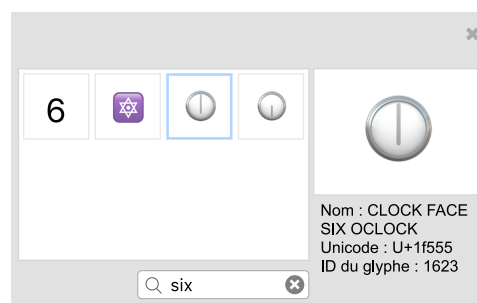 6
Nom : CLOCK FACE
SIX OCLOCK
Unicode : U+1f555
ID du glyphe : 1623
six